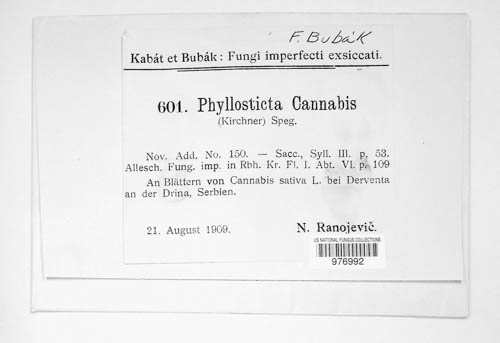 F. Bubák
Kabát et Bubák: Fungi imperfecti exsiccati.
601. Phyllosticta Cannabis
(Kirchner) Speg.
Nov. Add. No. 150. — Sacc., Syll. III. p. 53.
Allesch. Fung. imp. in Rbh. Kr. Fl. I. Abt. VI. p. 109
An Blättern von Cannabis sativa L. bei Derventa
an der Drina, Serbien.
21. August 1909. N. Ranojevič.
US NATIONAL FUNGUS COLLECTIONS
976992